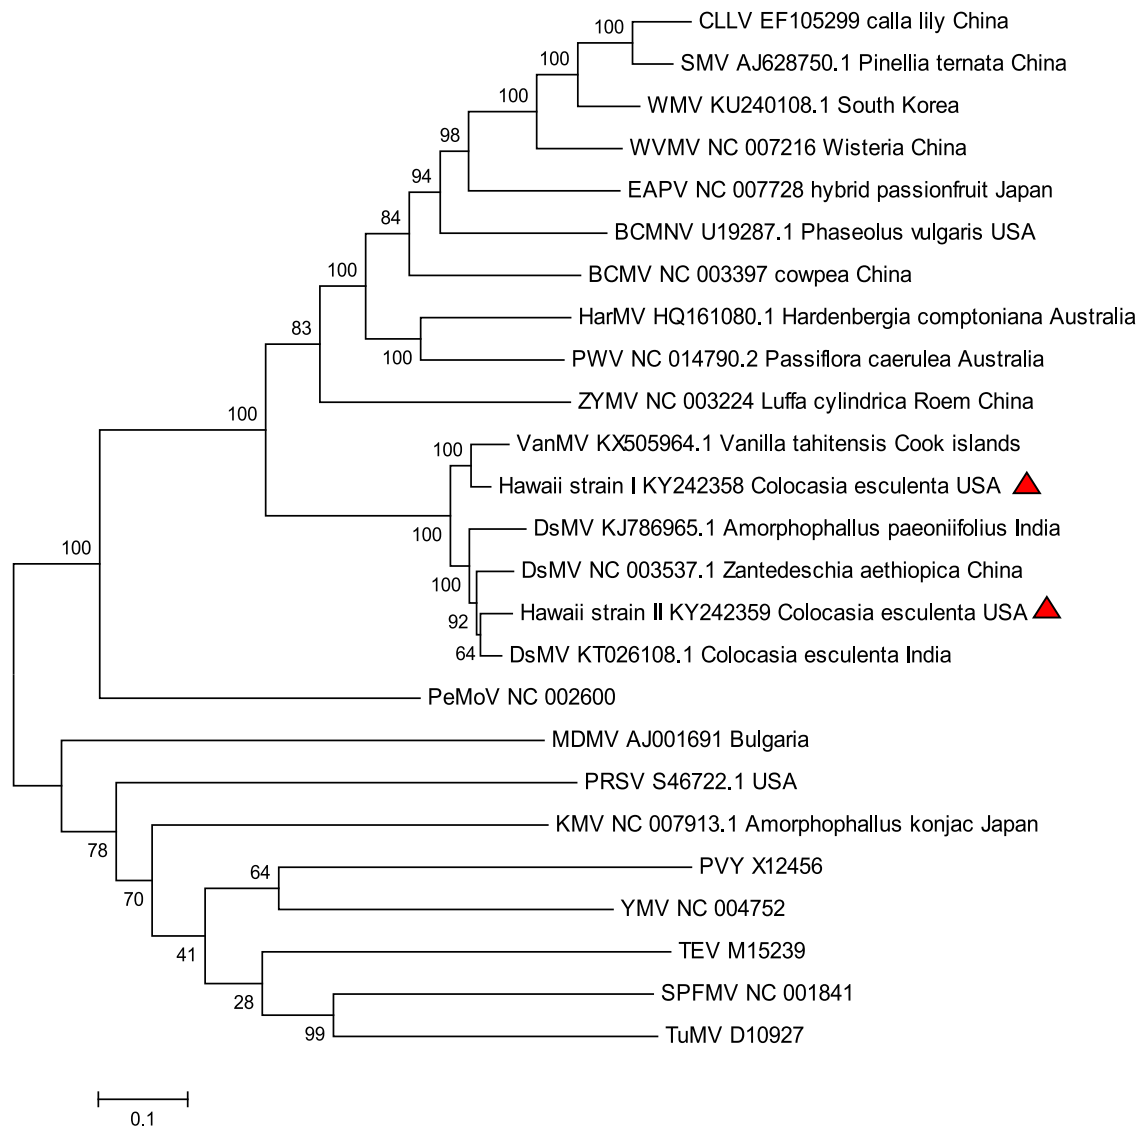 100
CLLV EF105299 calla lily China
100
SMV AJ628750.1 Pinellia ternata China
100
WMV KU240108.1 South Korea
98
WVMV NC 007216 Wisteria China
94
EAPV NC 007728 hybrid passionfruit Japan
84
BCMNV U19287.1 Phaseolus vulgaris USA
100
BCMV NC 003397 cowpea China
83
HarMV HQ161080.1 Hardenbergia comptoniana Australia
100
PWV NC 014790.2 Passiflora caerulea Australia
100
ZYMV NC 003224 Luffa cylindrica Roem China
100
VanMV KX505964.1 Vanilla tahitensis Cook islands
Hawaii strain I KY242358 Colocasia esculenta USA
100
DsMV KJ786965.1 Amorphophallus paeoniifolius India
100
100
DsMV NC 003537.1 Zantedeschia aethiopica China
92
Hawaii strain II KY242359 Colocasia esculenta USA
64
DsMV KT026108.1 Colocasia esculenta India
PeMoV NC 002600
MDMV AJ001691 Bulgaria
PRSV S46722.1 USA
78
KMV NC 007913.1 Amorphophallus konjac Japan
70
64
PVY X12456
YMV NC 004752
41
TEV M15239
28
SPFMV NC 001841
99
TuMV D10927
0.1